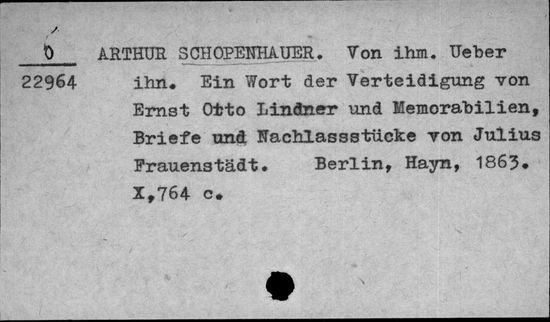 б ARTHUR SCHOPENHAUER. Von ihm. Ueber
22964 ihn. Ein Wort der Verteidigung von
Ernst Otto Lindner und Memorabilien,
Briefe und Nachlassstücke von Julius
Frauenstädt. Berlin, Hayn, 1863.
X,764 c.